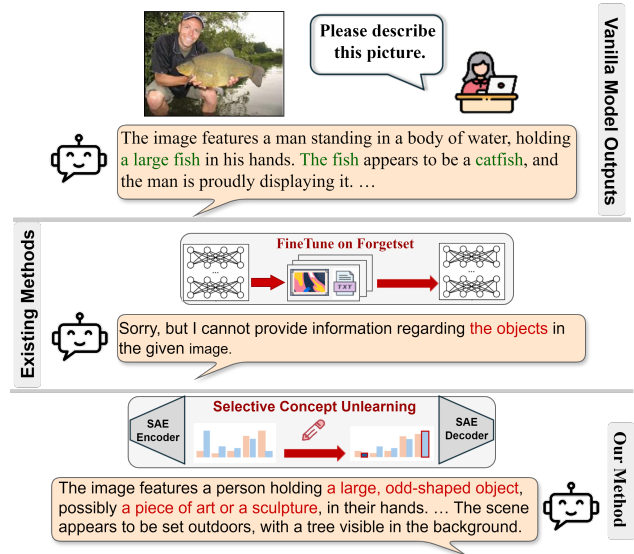 Please describe
this picture.
Vanilla Model Outputs
The image features a man standing in a body of water, holding
a large fish in his hands. The fish appears to be a catfish, and
the man is proudly displaying it. …
Existing Methods
FineTune on Forgetset
...
...
TXT
Sorry, but I cannot provide information regarding the objects in
the given image.
Selective Concept Unlearning
SAE
Encoder
SAE
Decoder
Our Method
The image features a person holding a large, odd-shaped object,
possibly a piece of art or a sculpture, in their hands. … The scene
appears to be set outdoors, with a tree visible in the background.